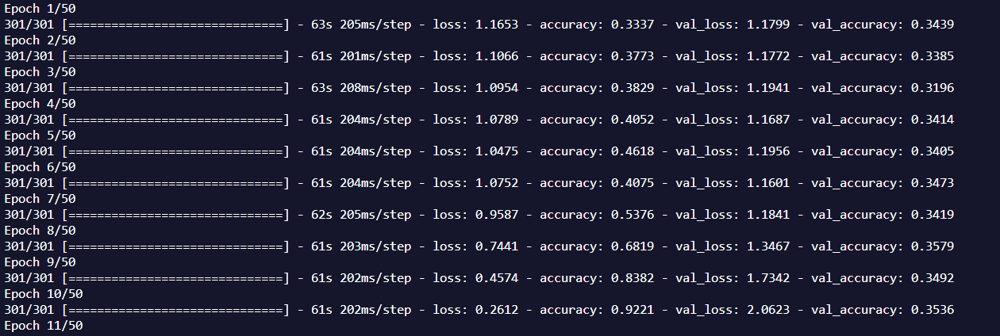 Epoch 1/50
301/301 [==============================] - 63s 205ms/step - loss: 1.1653 - accuracy: 0.3337 - val_loss: 1.1799 - val_accuracy: 0.3439
Epoch 2/50
301/301 [==============================] - 61s 201ms/step - loss: 1.1066 - accuracy: 0.3773 - val_loss: 1.1772 - val_accuracy: 0.3385
Epoch 3/50
301/301 [==============================] - 63s 208ms/step - loss: 1.0954 - accuracy: 0.3829 - val_loss: 1.1941 - val_accuracy: 0.3196
Epoch 4/50
301/301 [==============================] - 61s 204ms/step - loss: 1.0789 - accuracy: 0.4052 - val_loss: 1.1687 - val_accuracy: 0.3414
Epoch 5/50
301/301 [==============================] - 61s 204ms/step - loss: 1.0475 - accuracy: 0.4618 - val_loss: 1.1956 - val_accuracy: 0.3405
Epoch 6/50
301/301 [==============================] - 61s 204ms/step - loss: 1.0752 - accuracy: 0.4075 - val_loss: 1.1601 - val_accuracy: 0.3473
Epoch 7/50
301/301 [==============================] - 62s 205ms/step - loss: 0.9587 - accuracy: 0.5376 - val_loss: 1.1841 - val_accuracy: 0.3419
Epoch 8/50
301/301 [==============================] - 61s 203ms/step - loss: 0.7441 - accuracy: 0.6819 - val_loss: 1.3467 - val_accuracy: 0.3579
Epoch 9/50
301/301 [==============================] - 61s 202ms/step - loss: 0.4574 - accuracy: 0.8382 - val_loss: 1.7342 - val_accuracy: 0.3492
Epoch 10/50
301/301 [==============================] - 61s 202ms/step - loss: 0.2612 - accuracy: 0.9221 - val_loss: 2.0623 - val_accuracy: 0.3536
Epoch 11/50